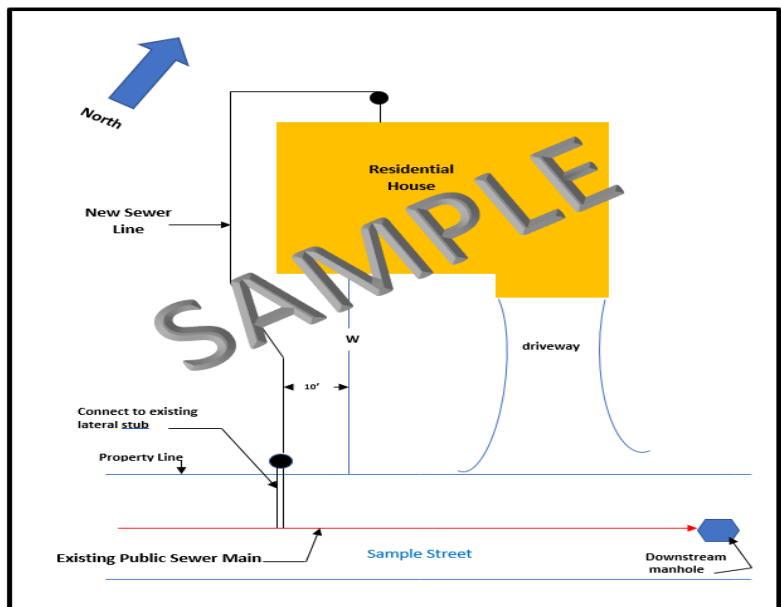 North
Residential
House
New Sewer
Line
SAMPLE
W
driveway
10'
Connect to existing
lateral stub
Property Line
Existing Public Sewer Main
Sample Street
Downstream
manhole